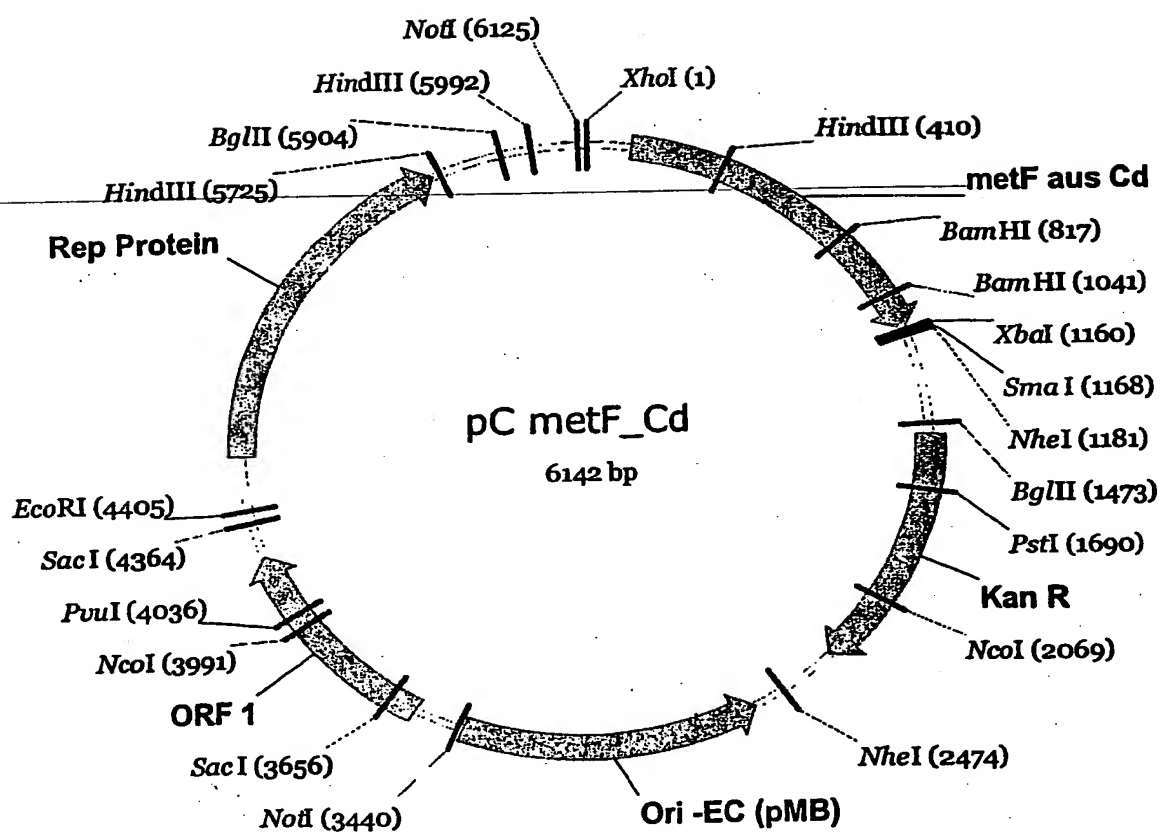 NotI (6125)
XhoI (1)
HindIII (5992)
HindIII (410)
BglII (5904)
HindIII (5725)
metF aus Cd
Rep Protein
BamHI (817)
BamHI (1041)
XbaI (1160)
SmaI (1168)
pC metF_Cd
NheI (1181)
6142 bp
BglII (1473)
EcoRI (4405)
PstI (1690)
SacI (4364)
Kan R
PvuI (4036)
NcoI (2069)
NcoI (3991)
ORF 1
NheI (2474)
SacI (3656)
Ori -EC (pMB)
NotI (3440)